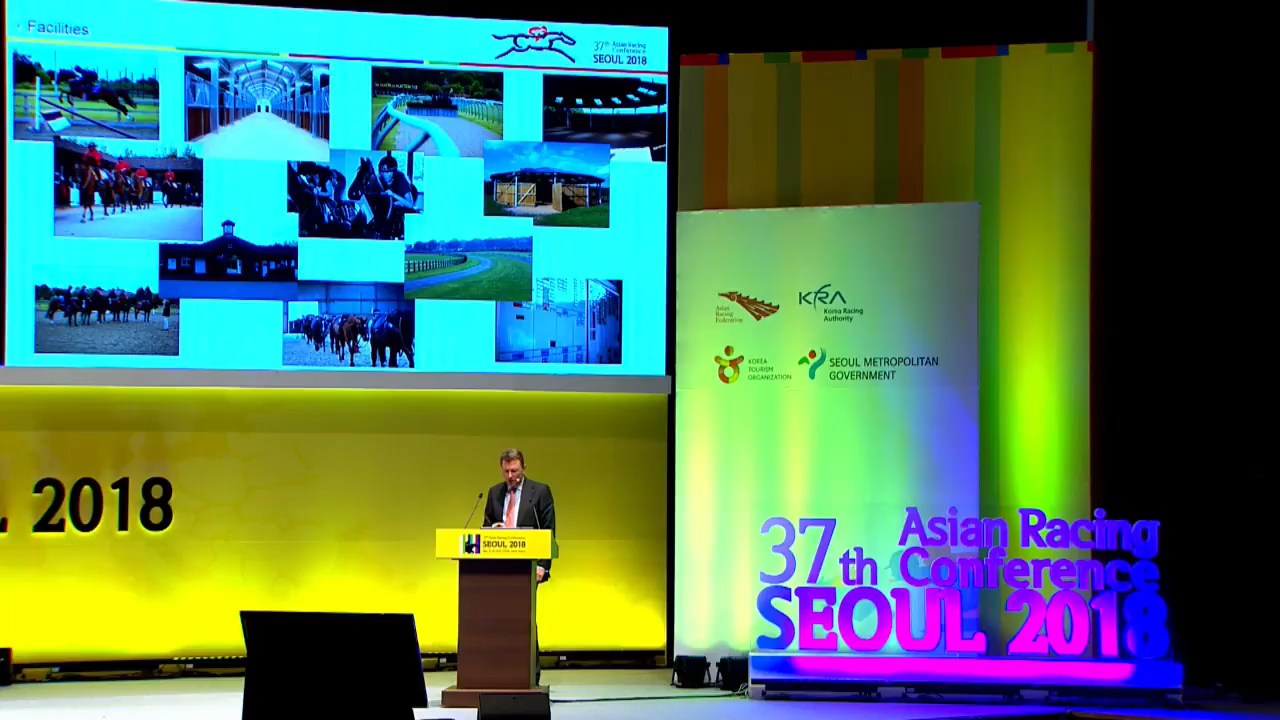 Facilities
37th Asian Racing
Conference
SEOUL 2018
Asian
Racing
Federation
KRA
Korea Racing
Authority
KOREA
TOURISM
ORGANIZATION
SEOUL METROPOLITAN
GOVERNMENT
2018
SEOUL 2018
37th Asian Racing
Conference
SEOUL 2018